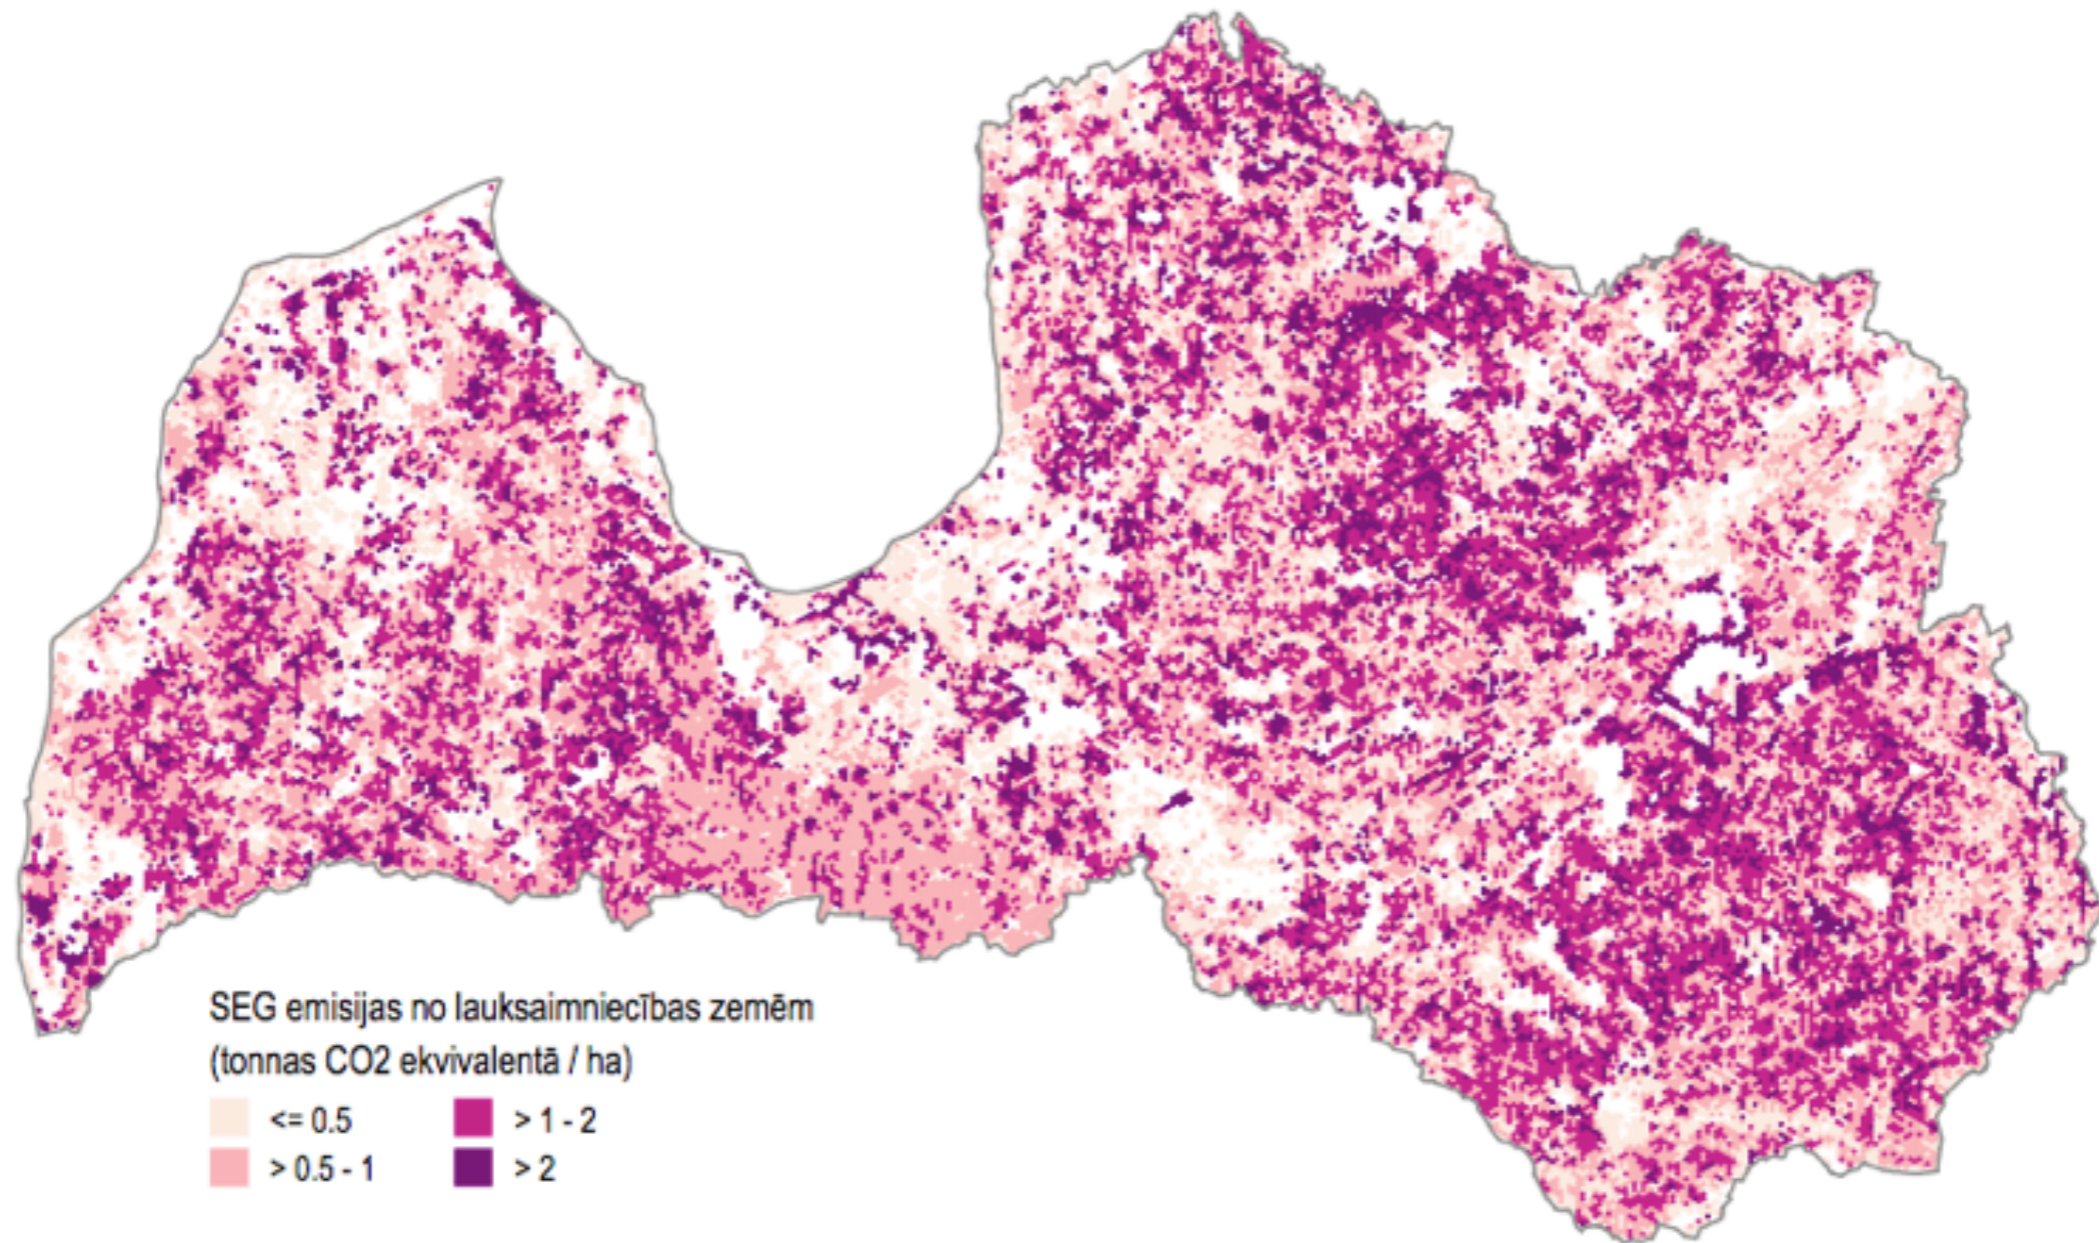 SEG emisijas no lauksaimniecības zemēm
(tonnas CO2 ekvivalentā / ha)
<= 0.5
> 1 - 2
> 0.5 - 1
> 2